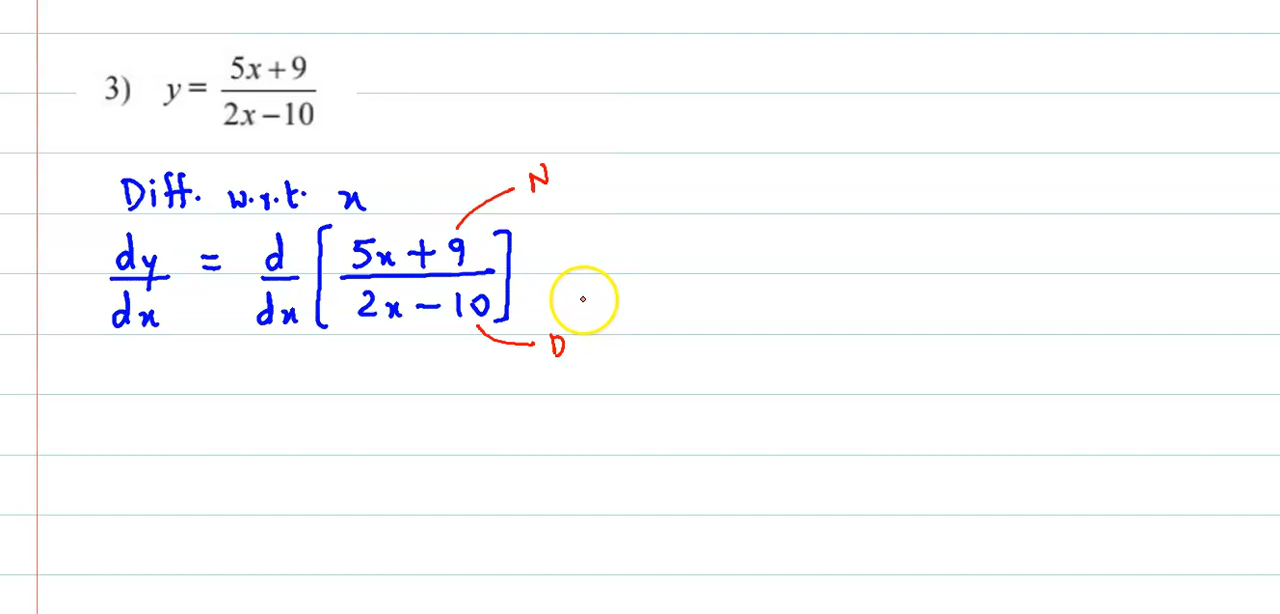 3) y = (5x+9)/(2x−10)
Diff. w.r.t. x
N
dy/dx = d/dx [(5x + 9)/(2x − 10)]
D